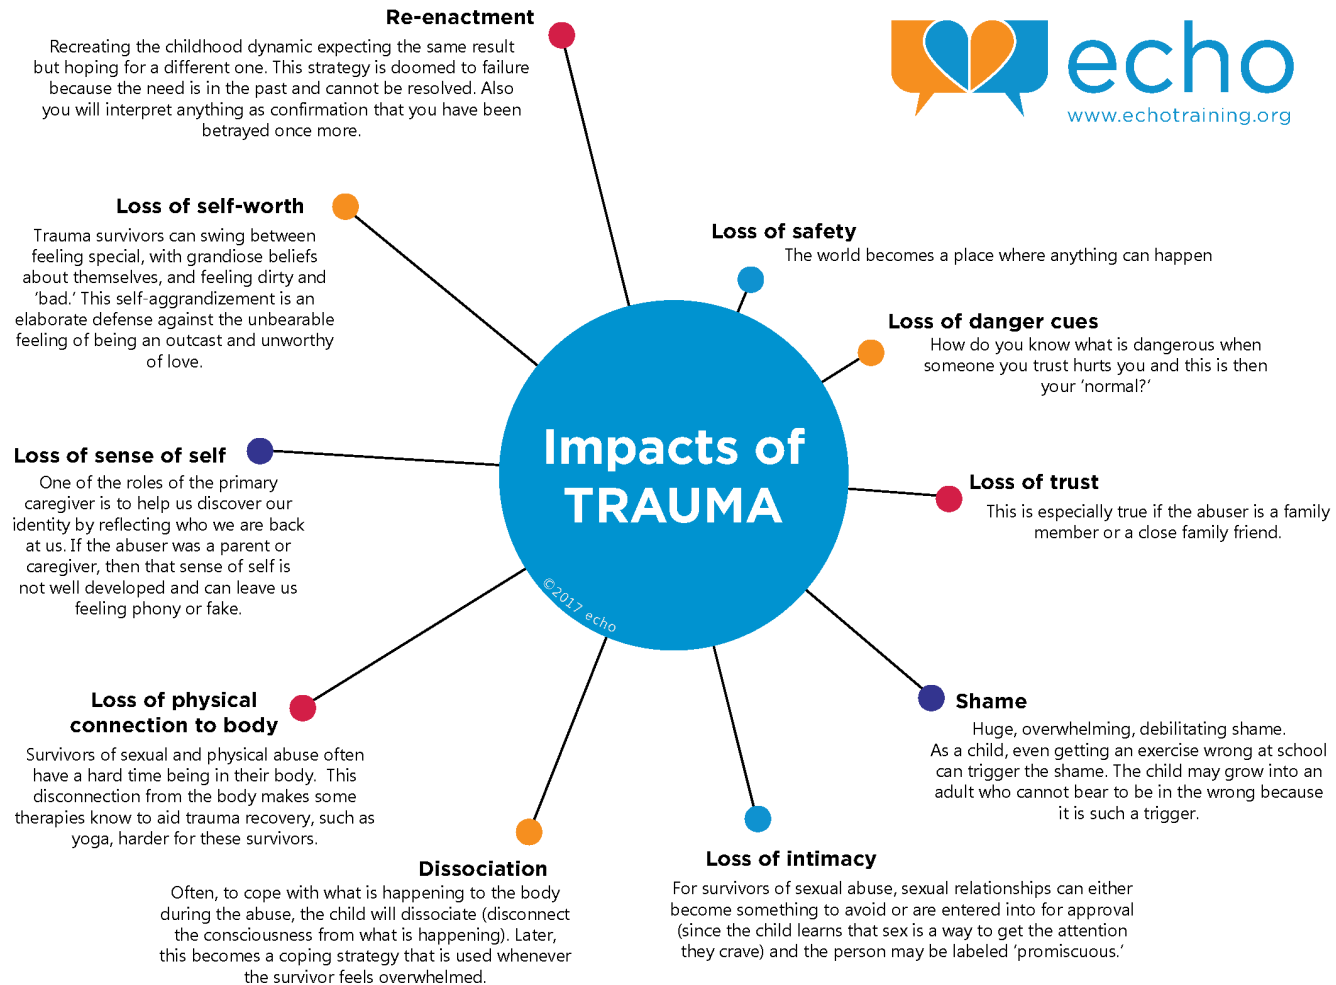 Re-enactment
Recreating the childhood dynamic expecting the same result
but hoping for a different one. This strategy is doomed to failure
because the need is in the past and cannot be resolved. Also
you will interpret anything as confirmation that you have been
betrayed once more.
echo
www.echotraining.org
Loss of self-worth
Trauma survivors can swing between
feeling special, with grandiose beliefs
about themselves, and feeling dirty and
‘bad.’ This self-aggrandizement is an
elaborate defense against the unbearable
feeling of being an outcast and unworthy
of love.
Loss of safety
The world becomes a place where anything can happen
Loss of danger cues
How do you know what is dangerous when
someone you trust hurts you and this is then
your ‘normal?’
Impacts of
TRAUMA
©2017 echo
Loss of sense of self
One of the roles of the primary
caregiver is to help us discover our
identity by reflecting who we are back
at us. If the abuser was a parent or
caregiver, then that sense of self is
not well developed and can leave us
feeling phony or fake.
Loss of trust
This is especially true if the abuser is a family
member or a close family friend.
Loss of physical
connection to body
Survivors of sexual and physical abuse often
have a hard time being in their body. This
disconnection from the body makes some
therapies know to aid trauma recovery, such as
yoga, harder for these survivors.
Shame
Huge, overwhelming, debilitating shame.
As a child, even getting an exercise wrong at school
can trigger the shame. The child may grow into an
adult who cannot bear to be in the wrong because
it is such a trigger.
Dissociation
Often, to cope with what is happening to the body
during the abuse, the child will dissociate (disconnect
the consciousness from what is happening). Later,
this becomes a coping strategy that is used whenever
the survivor feels overwhelmed.
Loss of intimacy
For survivors of sexual abuse, sexual relationships can either
become something to avoid or are entered into for approval
(since the child learns that sex is a way to get the attention
they crave) and the person may be labeled ‘promiscuous.’